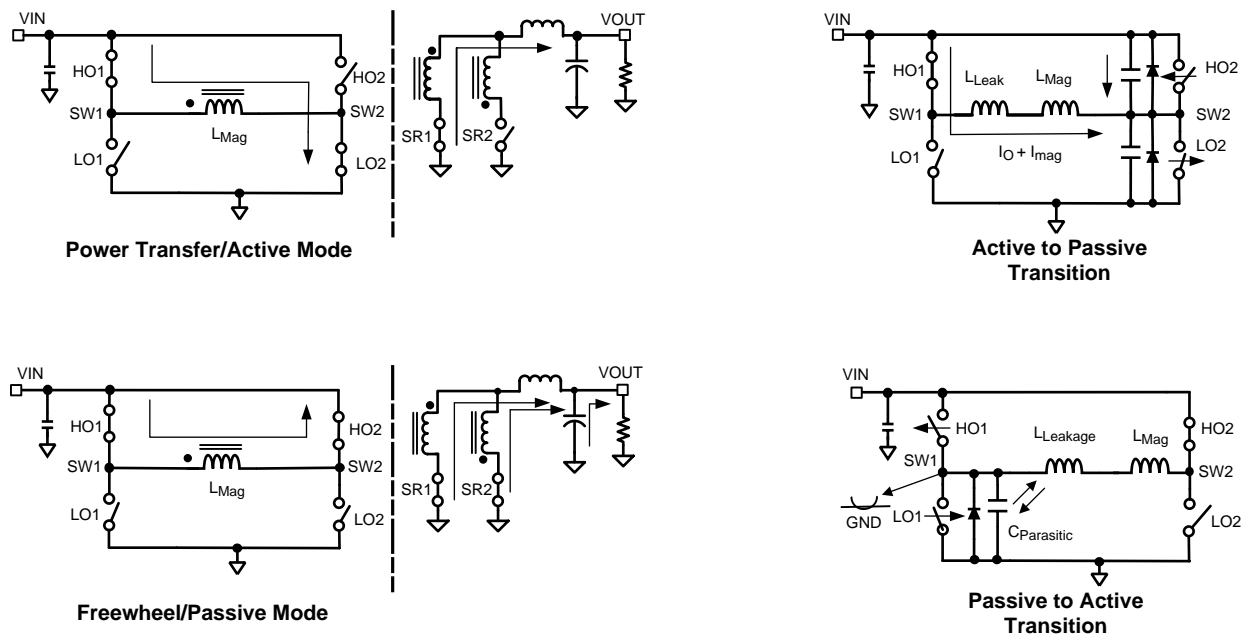 VIN
HO1
HO2
SW1
SW2
LMag
LO1
LO2
SR1
SR2
VOUT
Power Transfer/Active Mode
VIN
HO1
HO2
LLeak
LMag
SW1
SW2
LO1
LO2
IO + Imag
Active to Passive
Transition
VIN
HO1
HO2
SW1
SW2
LMag
LO1
LO2
SR1
SR2
VOUT
Freewheel/Passive Mode
VIN
HO1
HO2
LLeakage
LMag
SW1
SW2
GND
LO1
LO2
CParasitic
Passive to Active
Transition